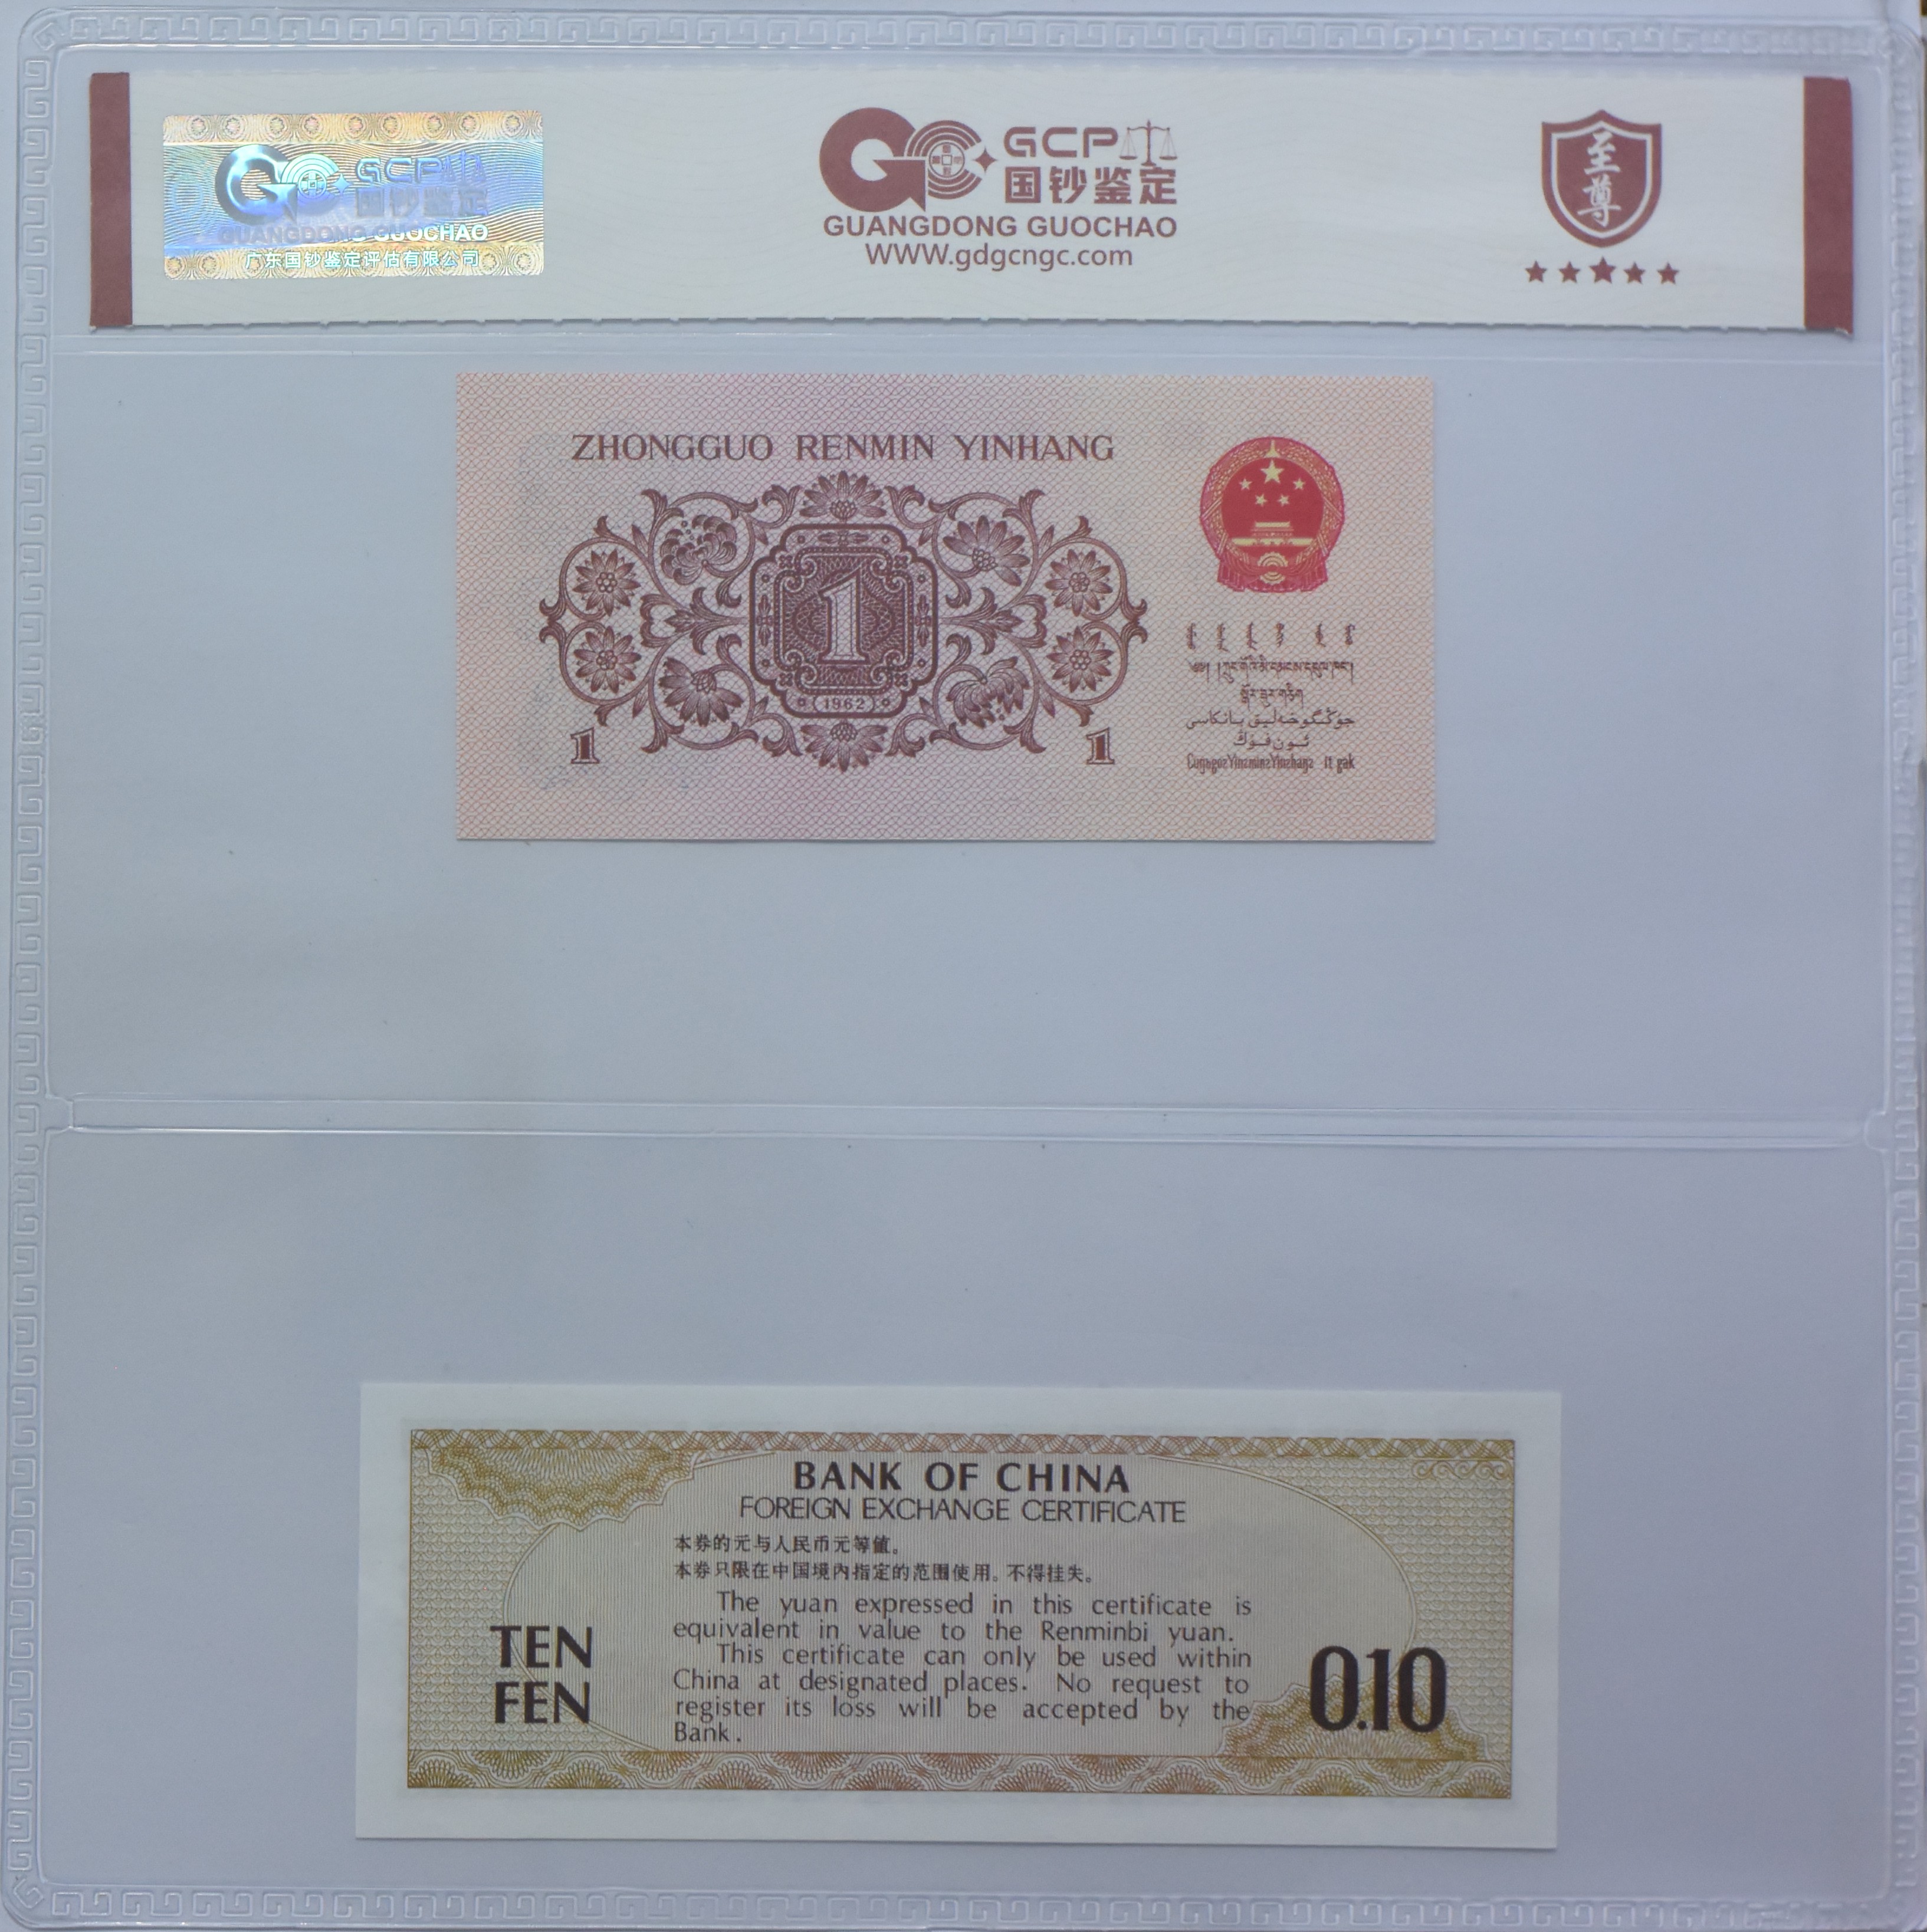 GCP
国钞鉴定
GUANGDONG GUOCHAO
广东国钞鉴定评估有限公司
GCP
国钞鉴定
GUANGDONG GUOCHAO
WWW.gdgcngc.com
至尊
ZHONGGUO RENMIN YINHANG
1
1962
1
1
جۇڭگو خەلىق بانكاسى
ئون فۇڭ
BANK OF CHINA
FOREIGN EXCHANGE CERTIFICATE
本券的元与人民币元等值。
本券只限在中国境内指定的范围使用。不得挂失。
The yuan expressed in this certificate is
equivalent in value to the Renminbi yuan.
This certificate can only be used within
China at designated places. No request to
register its loss will be accepted by the
Bank.
TEN
FEN
0.10